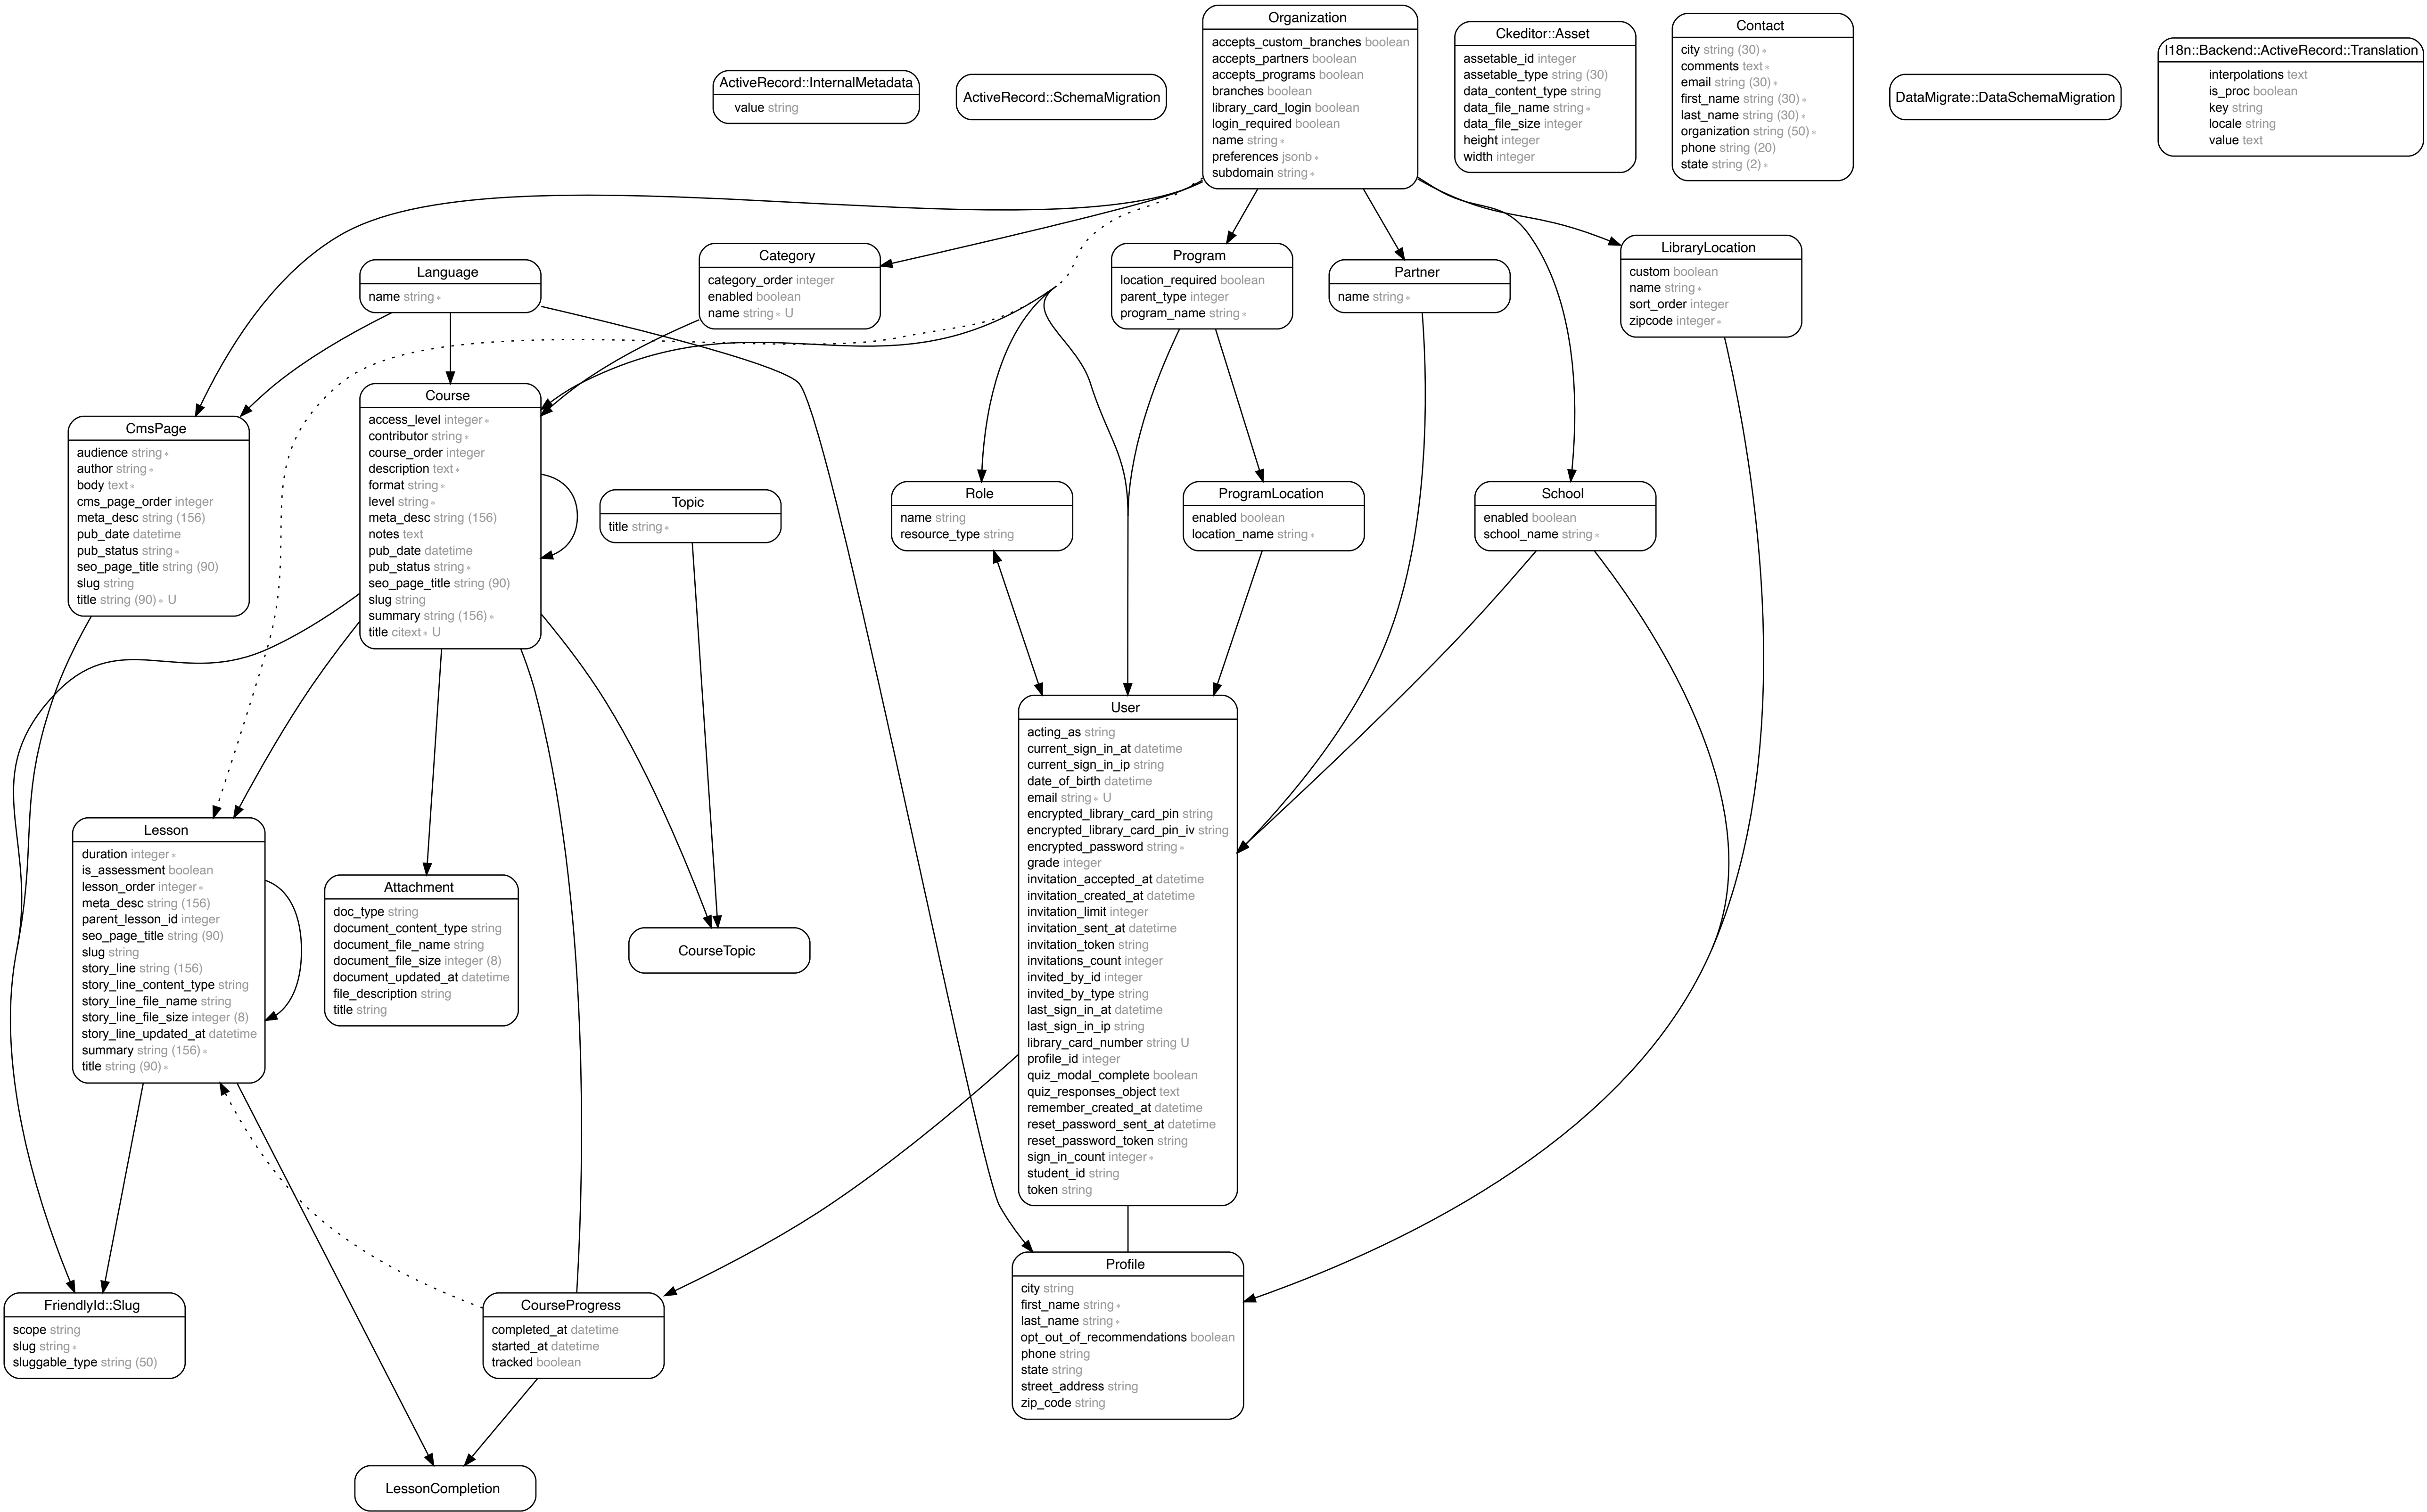 Organization
accepts_custom_branches boolean
accepts_partners boolean
accepts_programs boolean
branches boolean
library_card_login boolean
login_required boolean
name string ∗
preferences jsonb ∗
subdomain string ∗
Ckeditor::Asset
assetable_id integer
assetable_type string (30)
data_content_type string
data_file_name string ∗
data_file_size integer
height integer
width integer
Contact
city string (30) ∗
comments text ∗
email string (30) ∗
first_name string (30) ∗
last_name string (30) ∗
organization string (50) ∗
phone string (20)
state string (2) ∗
I18n::Backend::ActiveRecord::Translation
interpolations text
is_proc boolean
key string
locale string
value text
ActiveRecord::InternalMetadata
value string
ActiveRecord::SchemaMigration
DataMigrate::DataSchemaMigration
Language
name string ∗
Category
category_order integer
enabled boolean
name string ∗ U
Program
location_required boolean
parent_type integer
program_name string ∗
Partner
name string ∗
LibraryLocation
custom boolean
name string ∗
sort_order integer
zipcode integer ∗
CmsPage
audience string ∗
author string ∗
body text ∗
cms_page_order integer
meta_desc string (156)
pub_date datetime
pub_status string ∗
seo_page_title string (90)
slug string
title string (90) ∗ U
Course
access_level integer ∗
contributor string ∗
course_order integer
description text ∗
format string ∗
level string ∗
meta_desc string (156)
notes text
pub_date datetime
pub_status string ∗
seo_page_title string (90)
slug string
summary string (156) ∗
title citext ∗ U
Topic
title string ∗
Role
name string
resource_type string
ProgramLocation
enabled boolean
location_name string ∗
School
enabled boolean
school_name string ∗
User
acting_as string
current_sign_in_at datetime
current_sign_in_ip string
date_of_birth datetime
email string ∗ U
encrypted_library_card_pin string
encrypted_library_card_pin_iv string
encrypted_password string ∗
grade integer
invitation_accepted_at datetime
invitation_created_at datetime
invitation_limit integer
invitation_sent_at datetime
invitation_token string
invitations_count integer
invited_by_id integer
invited_by_type string
last_sign_in_at datetime
last_sign_in_ip string
library_card_number string U
profile_id integer
quiz_modal_complete boolean
quiz_responses_object text
remember_created_at datetime
reset_password_sent_at datetime
reset_password_token string
sign_in_count integer ∗
student_id string
token string
Lesson
duration integer ∗
is_assessment boolean
lesson_order integer ∗
meta_desc string (156)
parent_lesson_id integer
seo_page_title string (90)
slug string
story_line string (156)
story_line_content_type string
story_line_file_name string
story_line_file_size integer (8)
story_line_updated_at datetime
summary string (156) ∗
title string (90) ∗
Attachment
doc_type string
document_content_type string
document_file_name string
document_file_size integer (8)
document_updated_at datetime
file_description string
title string
CourseTopic
FriendlyId::Slug
scope string
slug string ∗
sluggable_type string (50)
CourseProgress
completed_at datetime
started_at datetime
tracked boolean
Profile
city string
first_name string ∗
last_name string ∗
opt_out_of_recommendations boolean
phone string
state string
street_address string
zip_code string
LessonCompletion